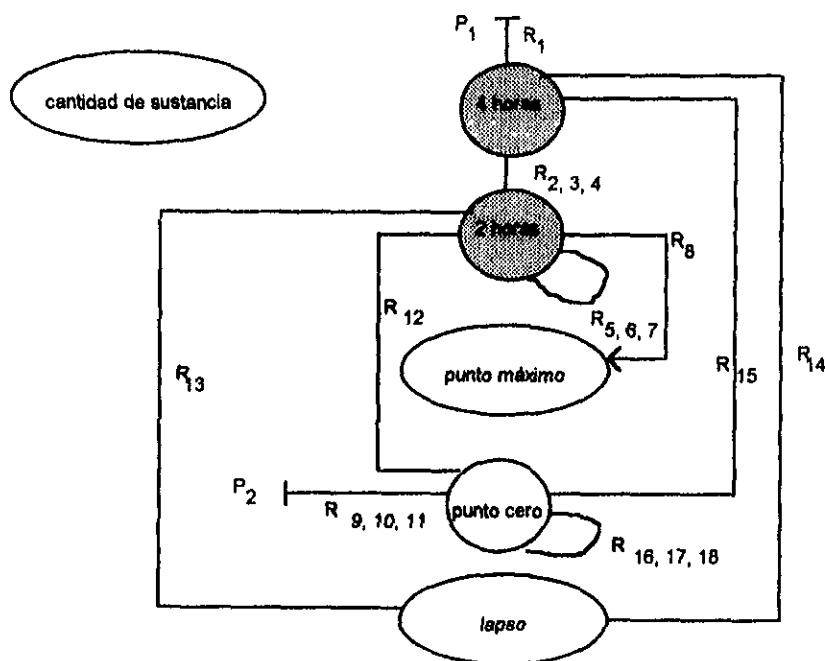 P1 R1
cantidad de sustancia
4 horas
R2, 3, 4
2 horas
R8
R12
R5, 6, 7
R13
punto máximo
R15
R14
P2
R 9, 10, 11
punto cero
R 16, 17, 18
lapso